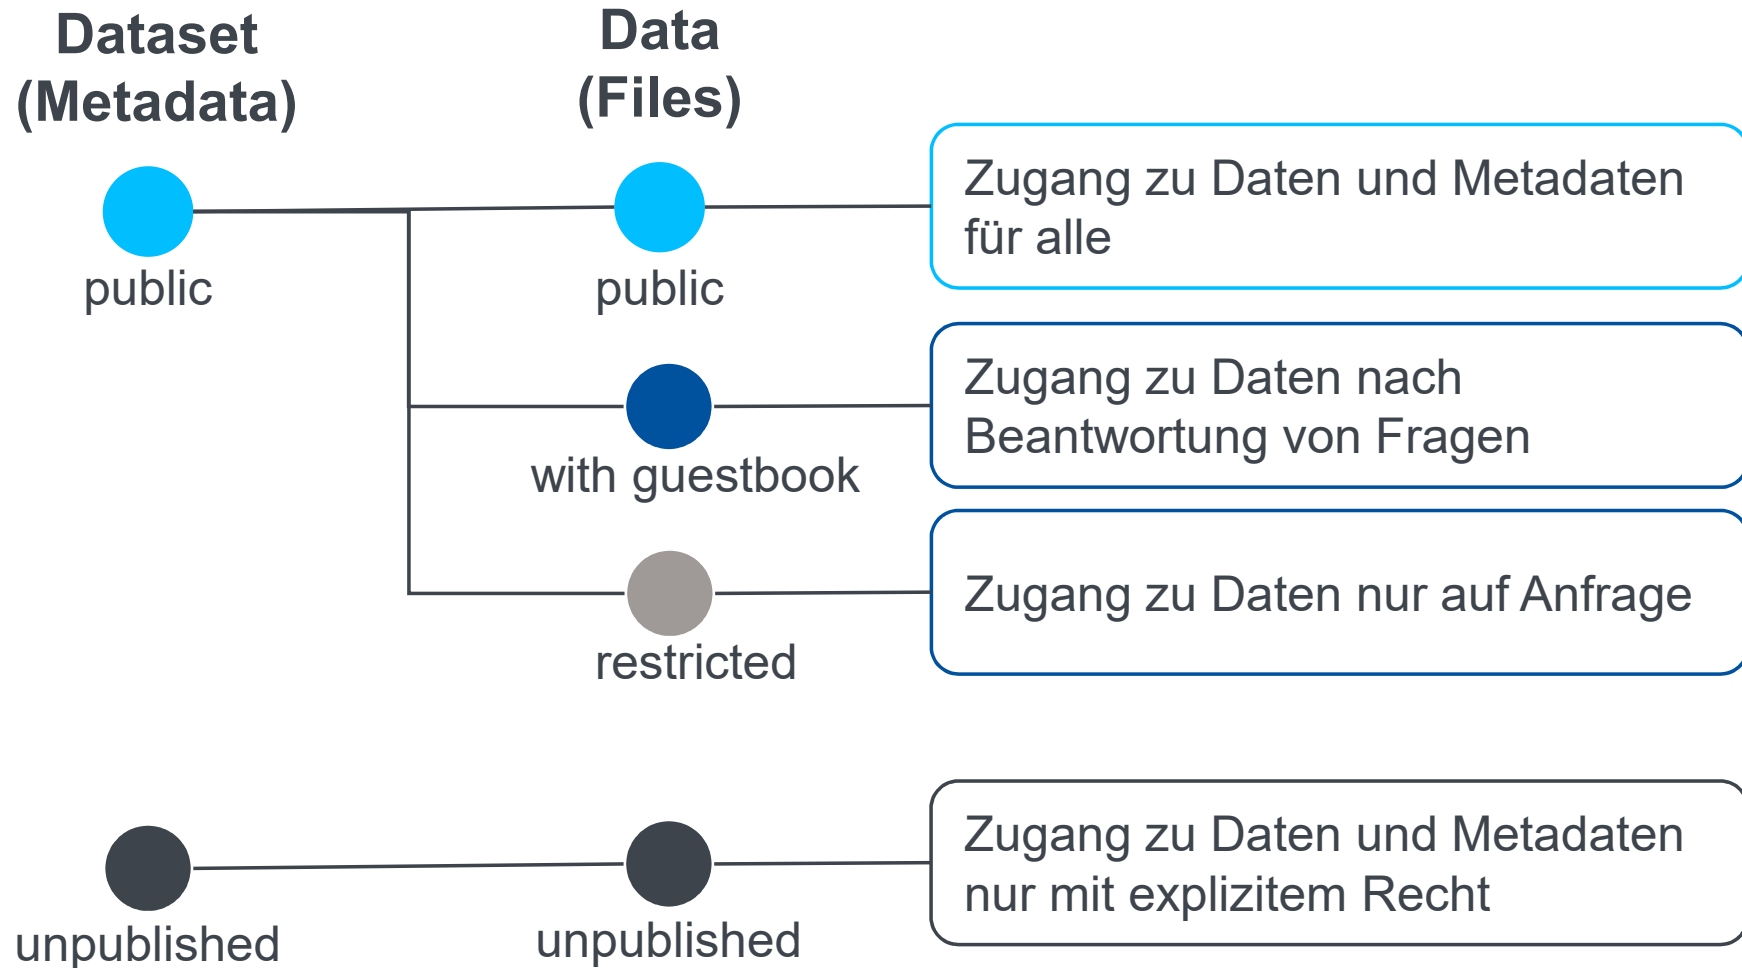 Dataset
(Metadata)
Data
(Files)
public
public
Zugang zu Daten und Metadaten
für alle
with guestbook
Zugang zu Daten nach
Beantwortung von Fragen
restricted
Zugang zu Daten nur auf Anfrage
unpublished
unpublished
Zugang zu Daten und Metadaten
nur mit explizitem Recht